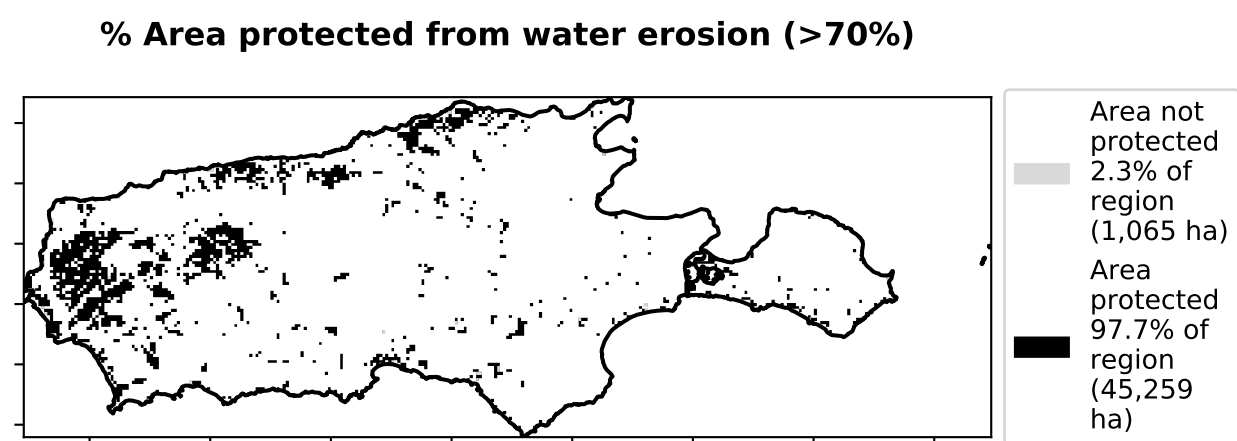 % Area protected from water erosion (>70%)
Area not
protected
2.3% of
region
(1,065 ha)
Area
protected
97.7% of
region
(45,259
ha)